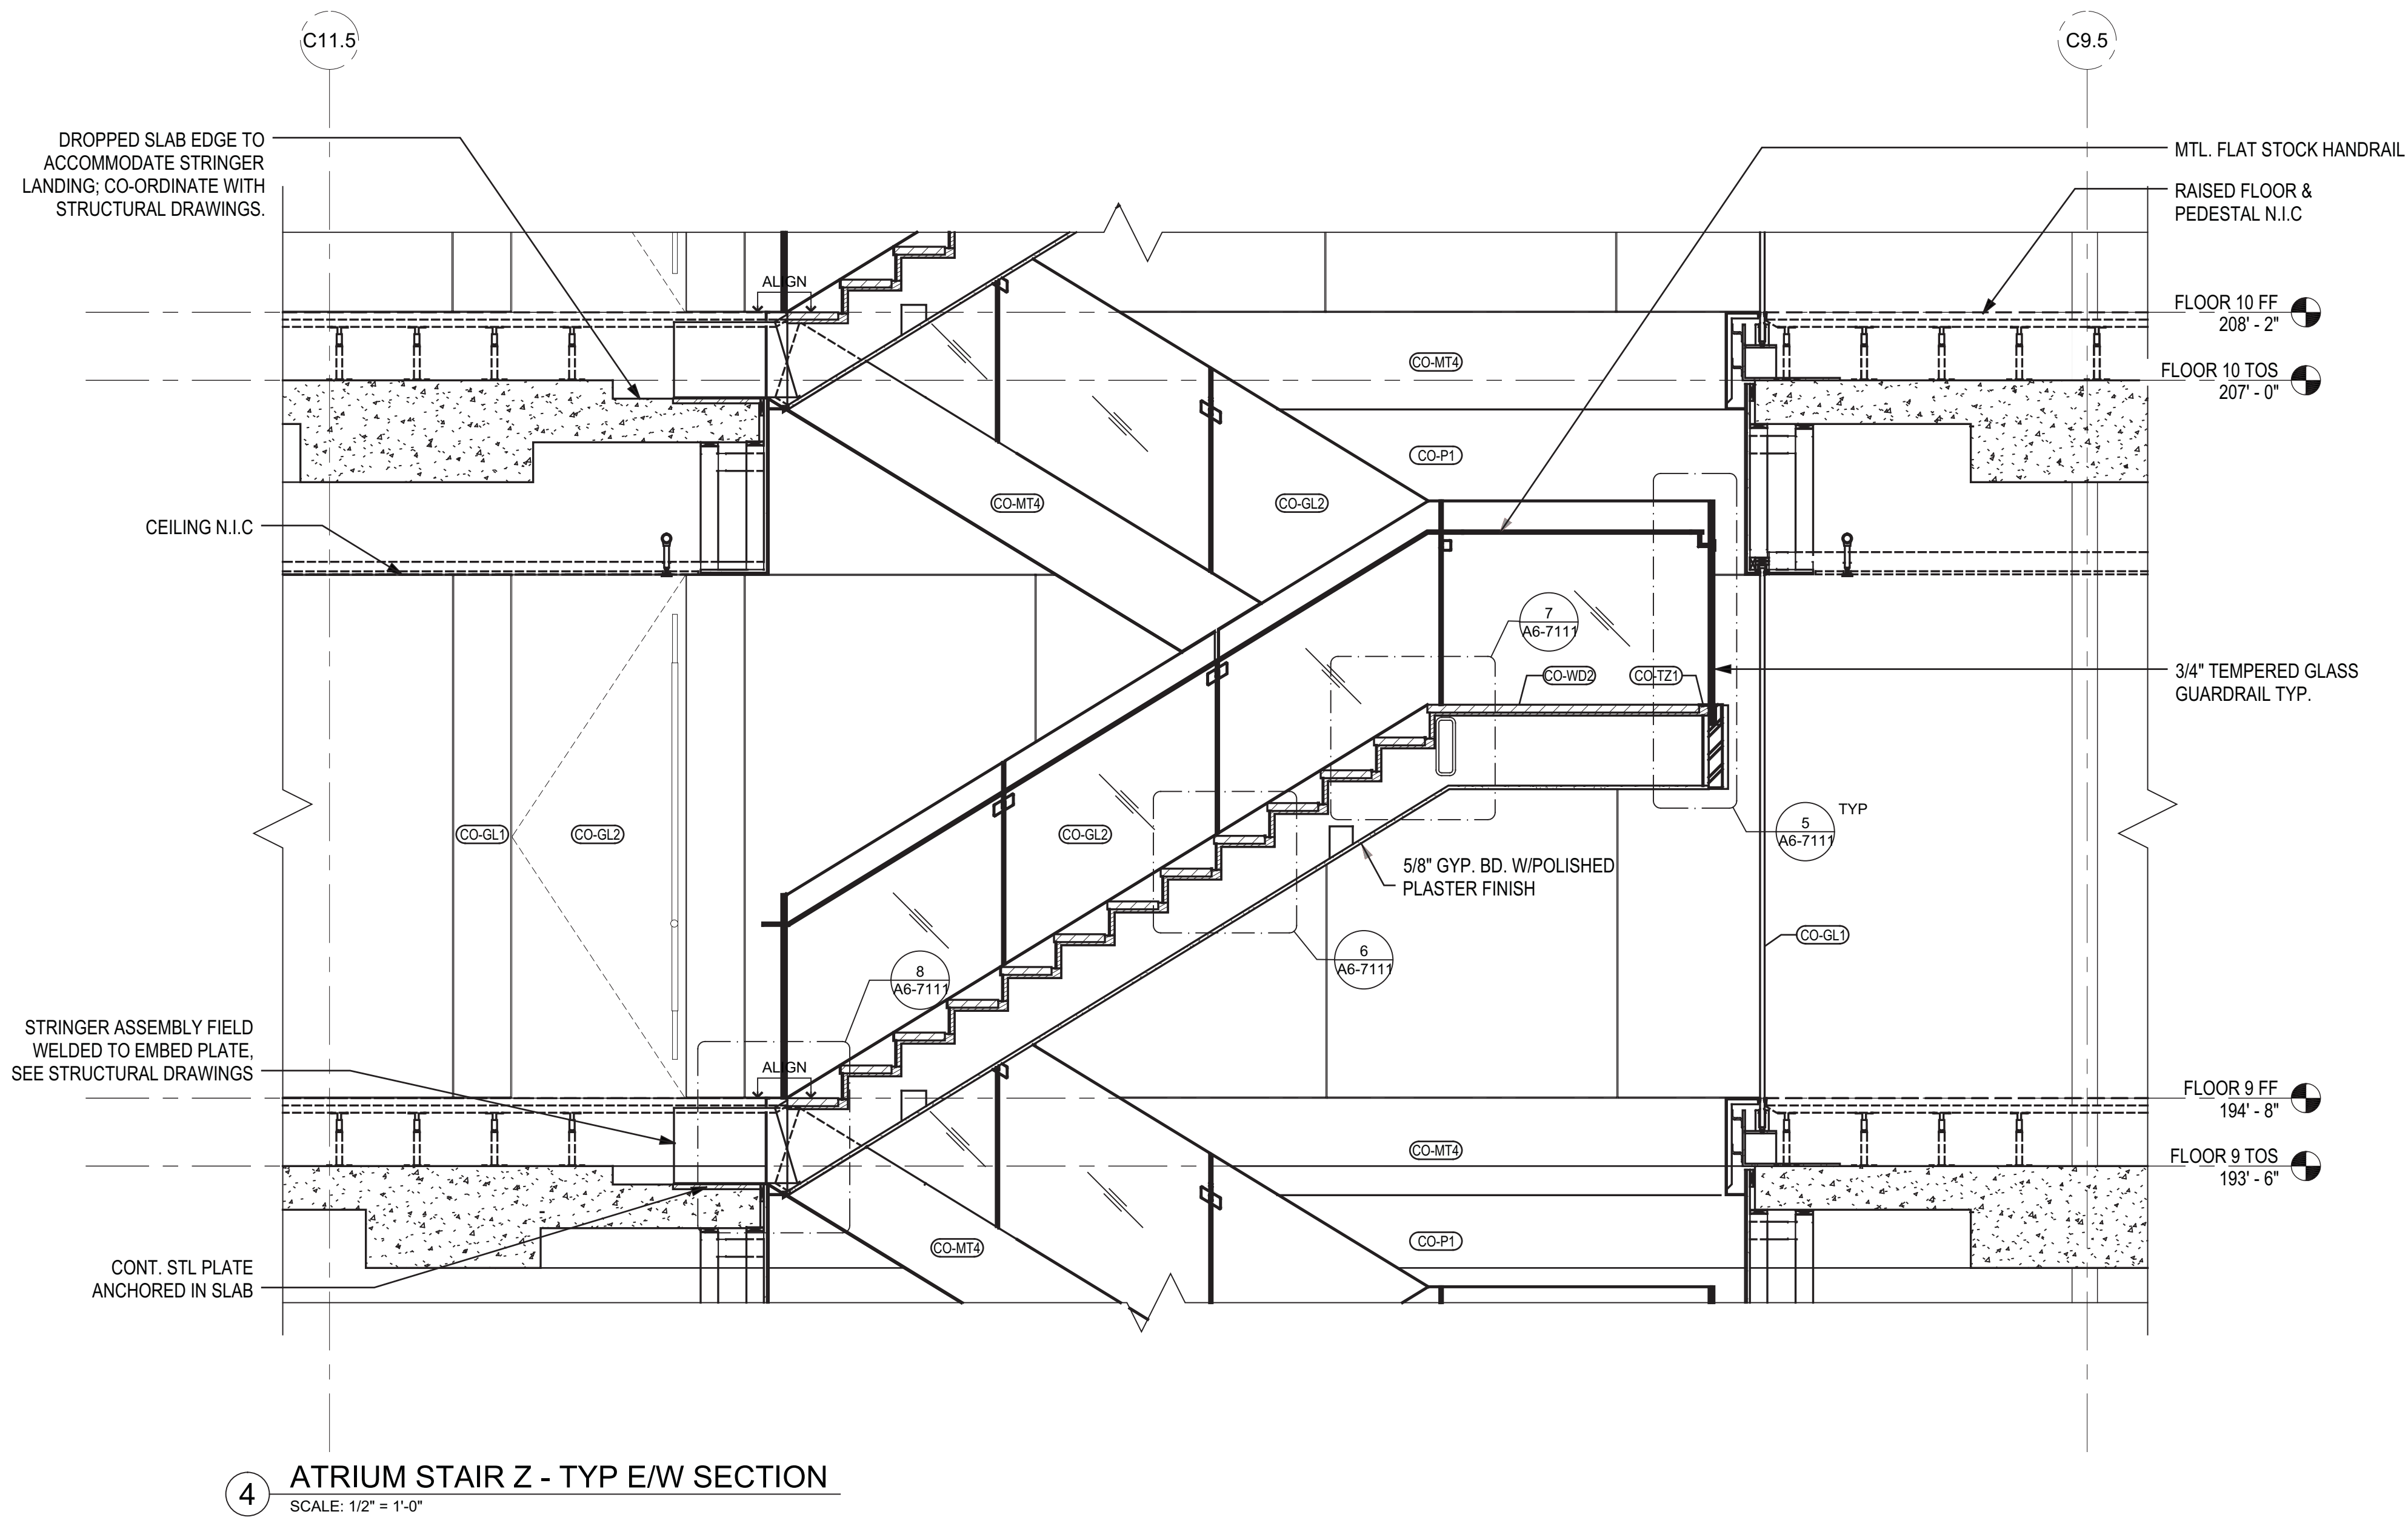 C11.5
C9.5
DROPPED SLAB EDGE TO
ACCOMMODATE STRINGER
LANDING; CO-ORDINATE WITH
STRUCTURAL DRAWINGS.
MTL. FLAT STOCK HANDRAIL
RAISED FLOOR &
PEDESTAL N.I.C
ALIGN
FLOOR 10 FF
208' - 2"
CO-MT4
FLOOR 10 TOS
207' - 0"
CO-P1
CO-MT4
CO-GL2
CEILING N.I.C
7
A6-7111
CO-WD2
CO-TZ1
3/4" TEMPERED GLASS
GUARDRAIL TYP.
CO-GL1
CO-GL2
CO-GL2
5
A6-7111
TYP
5/8" GYP. BD. W/POLISHED
PLASTER FINISH
CO-GL1
6
A6-7111
8
A6-7111
STRINGER ASSEMBLY FIELD
WELDED TO EMBED PLATE,
SEE STRUCTURAL DRAWINGS
ALIGN
FLOOR 9 FF
194' - 8"
CO-MT4
FLOOR 9 TOS
193' - 6"
CO-MT4
CO-P1
CONT. STL PLATE
ANCHORED IN SLAB
4
ATRIUM STAIR Z - TYP E/W SECTION
SCALE: 1/2" = 1'-0"